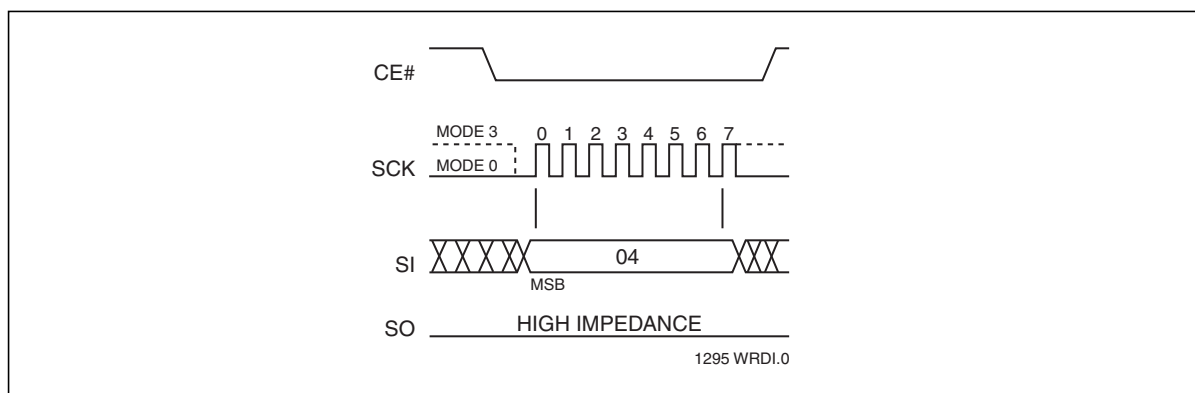 CE#
MODE 3
0 1 2 3 4 5 6 7
SCK
MODE 0
SI
04
MSB
SO
HIGH IMPEDANCE
1295 WRDI.0